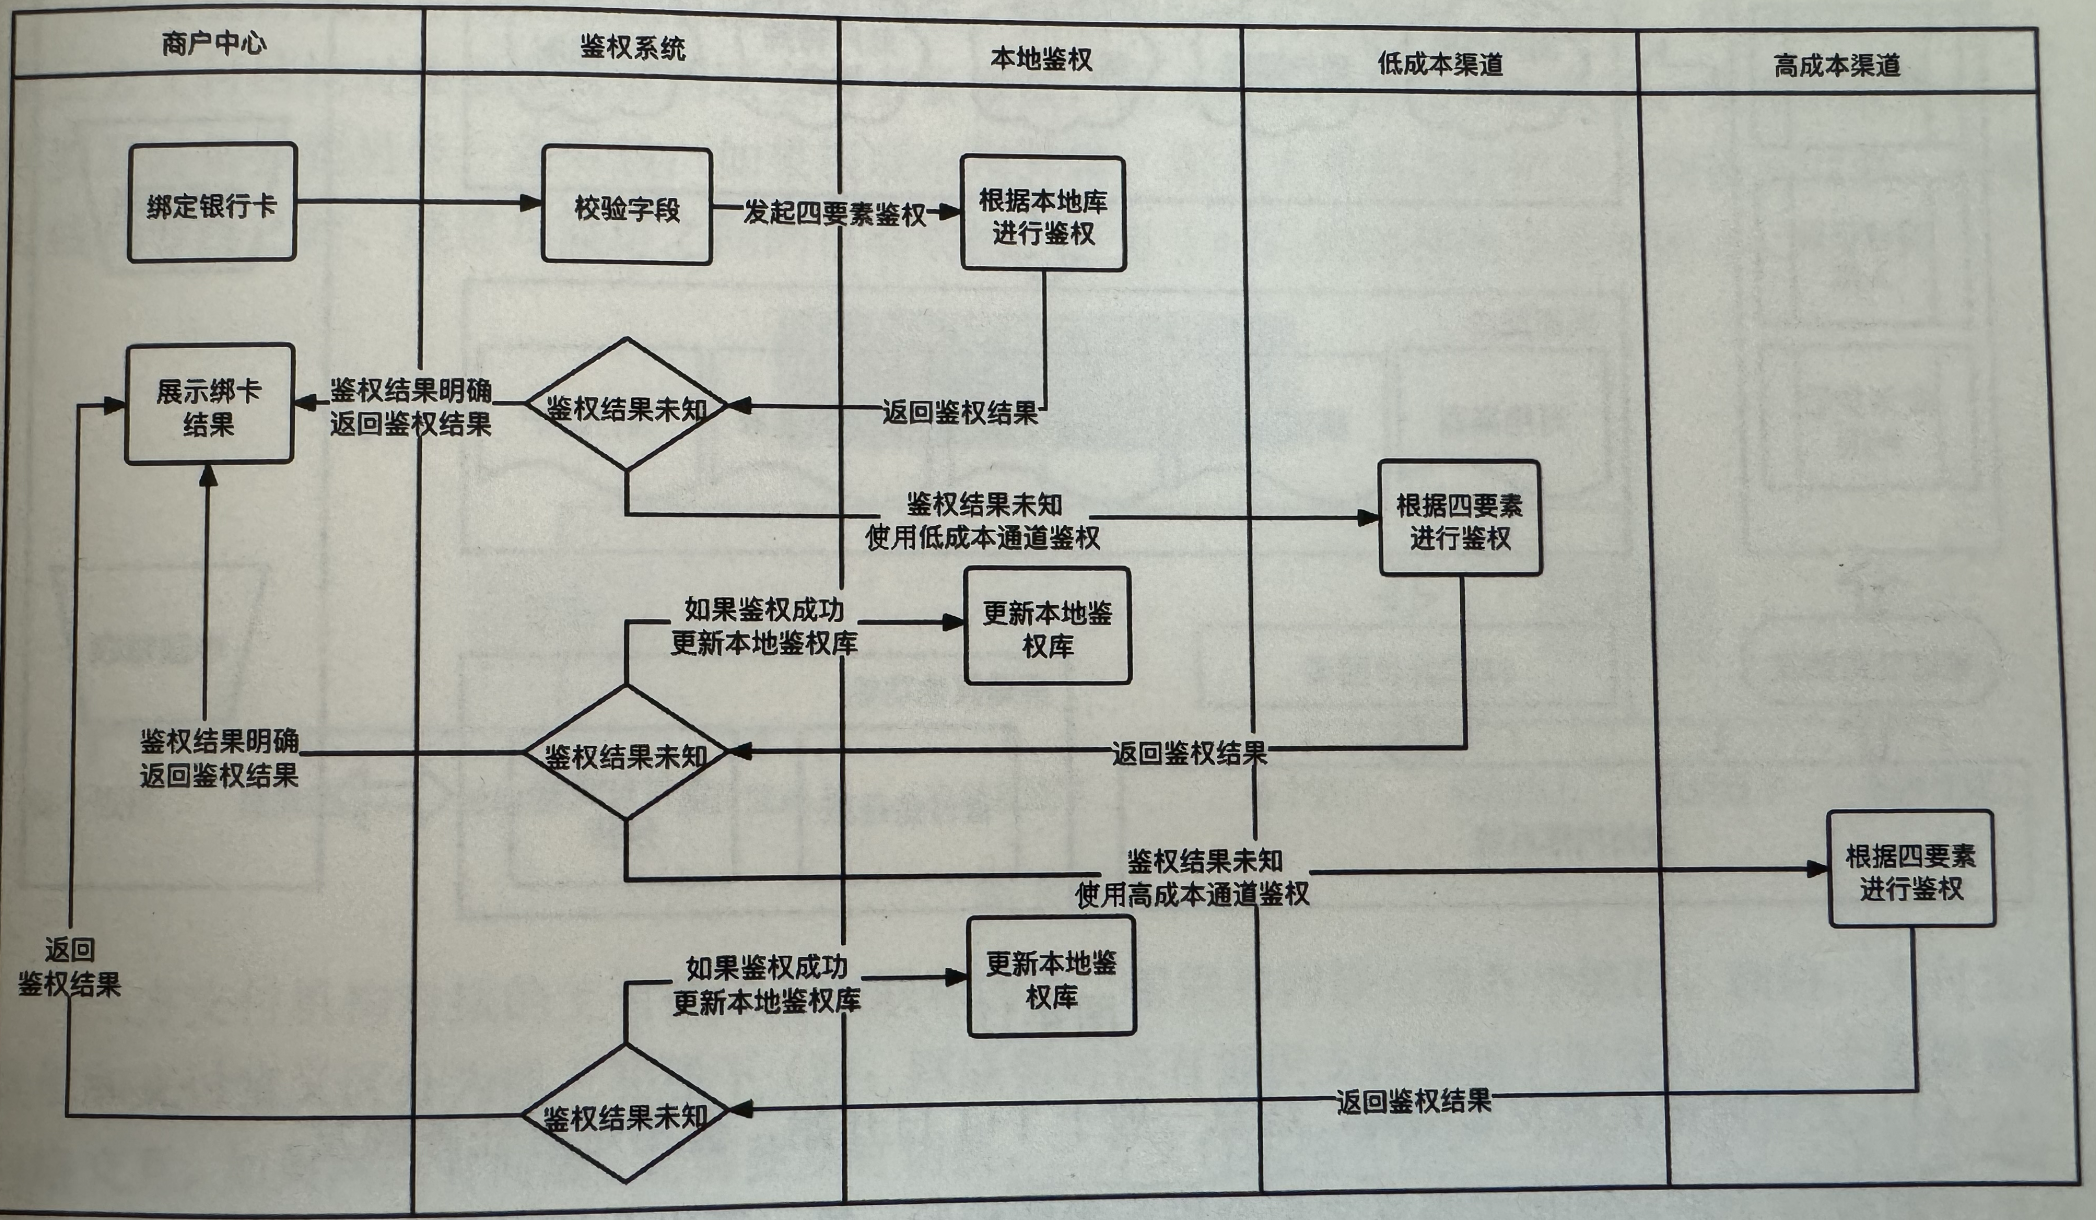 商户中心
鉴权系统
本地鉴权
低成本渠道
高成本渠道
绑定银行卡
校验字段
发起四要素鉴权
根据本地库
进行鉴权
展示绑卡
结果
鉴权结果明确
返回鉴权结果
鉴权结果未知
返回鉴权结果
鉴权结果未知
使用低成本通道鉴权
根据四要素
进行鉴权
如果鉴权成功
更新本地鉴权库
更新本地鉴
权库
鉴权结果明确
返回鉴权结果
鉴权结果未知
返回鉴权结果
鉴权结果未知
使用高成本通道鉴权
根据四要素
进行鉴权
返回
鉴权结果
如果鉴权成功
更新本地鉴权库
更新本地鉴
权库
鉴权结果未知
返回鉴权结果